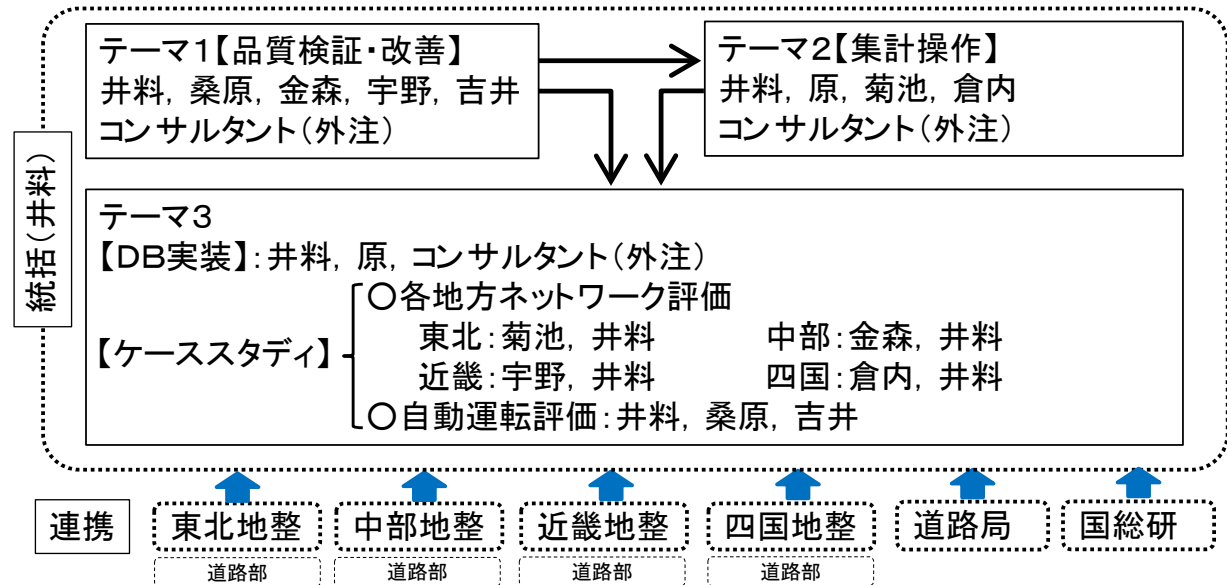 テーマ1【品質検証・改善】
井料, 桑原, 金森, 宇野, 吉井
コンサルタント(外注)
テーマ2【集計操作】
井料, 原, 菊池, 倉内
コンサルタント(外注)
統括(井料)
テーマ3
【DB実装】:井料, 原, コンサルタント(外注)
【ケーススタディ】
○各地方ネットワーク評価
東北:菊池, 井料 中部:金森, 井料
近畿:宇野, 井料 四国:倉内, 井料
○自動運転評価:井料, 桑原, 吉井
連携 東北地整 中部地整 近畿地整 四国地整 道路局 国総研
道路部 道路部 道路部 道路部